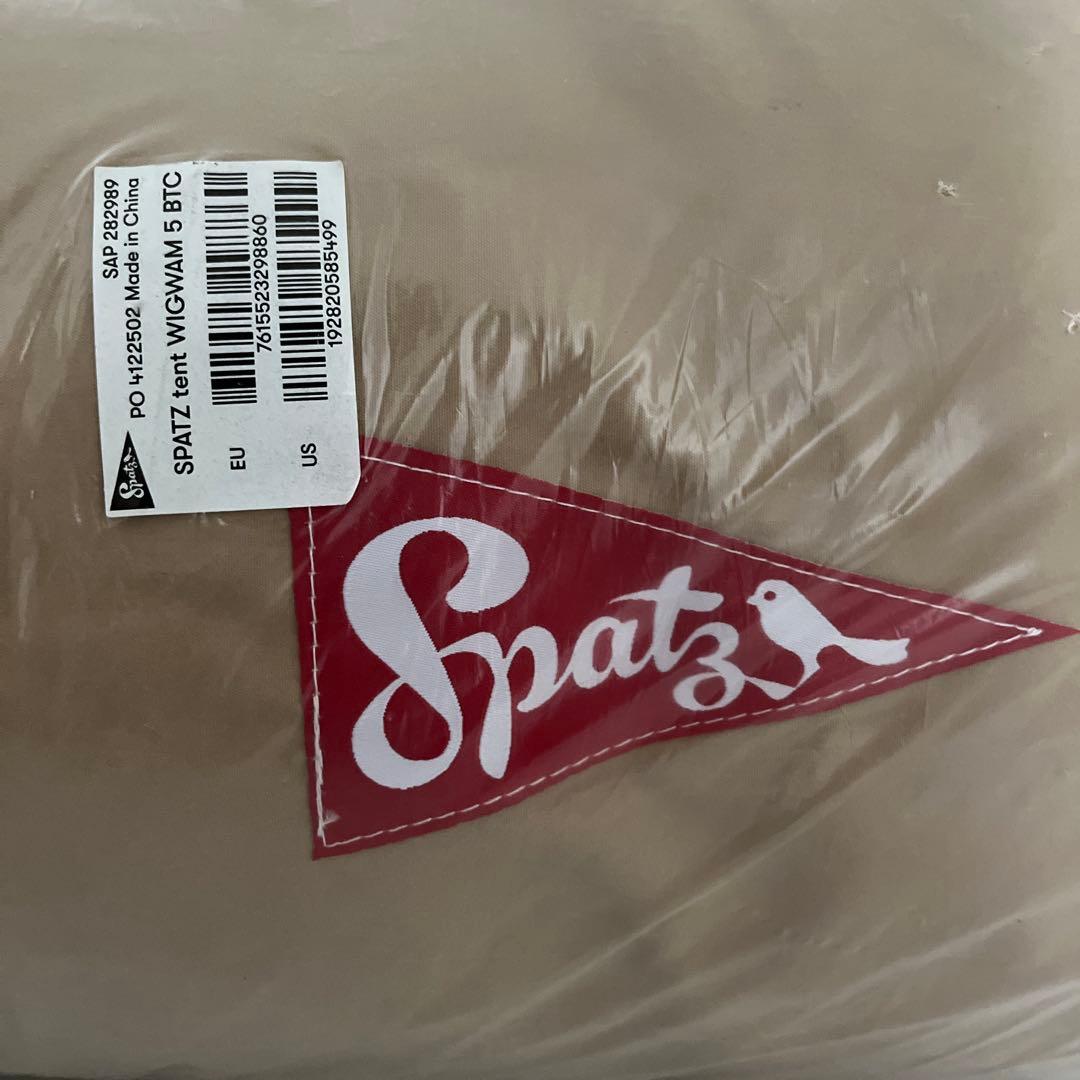 SAP 282989
PO 4122502 Made in China
Spatz
SPATZ tent WIGWAM 5 BTC
EU
7615523298860
US
192820585499
Spatz